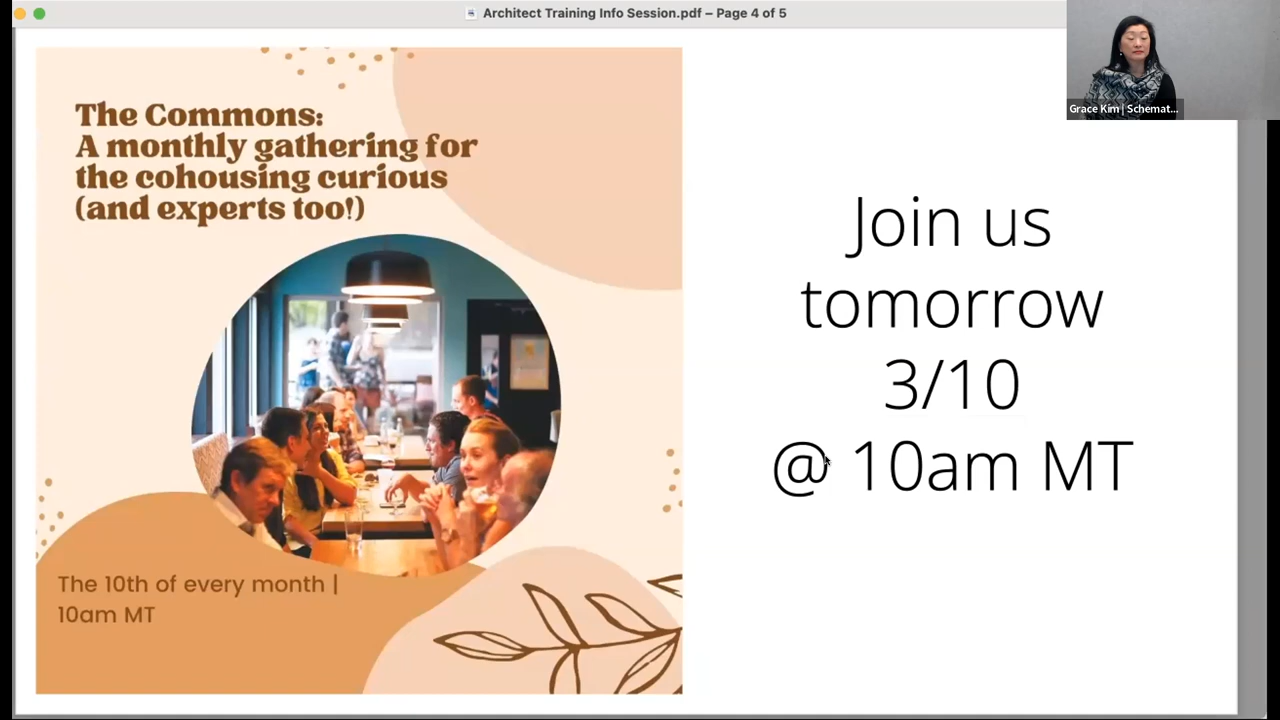 Architect Training Info Session.pdf – Page 4 of 5
Grace Kim | Schemat...
The Commons:
A monthly gathering for
the cohousing curious
(and experts too!)
The 10th of every month |
10am MT
Join us
tomorrow
3/10
@ 10am MT